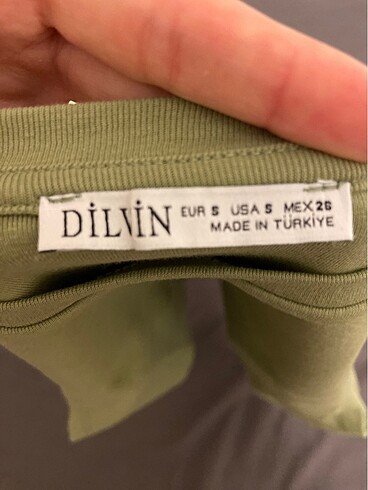 DİLVİN EUR S USA S MEX 26
MADE IN TÜRKİYE